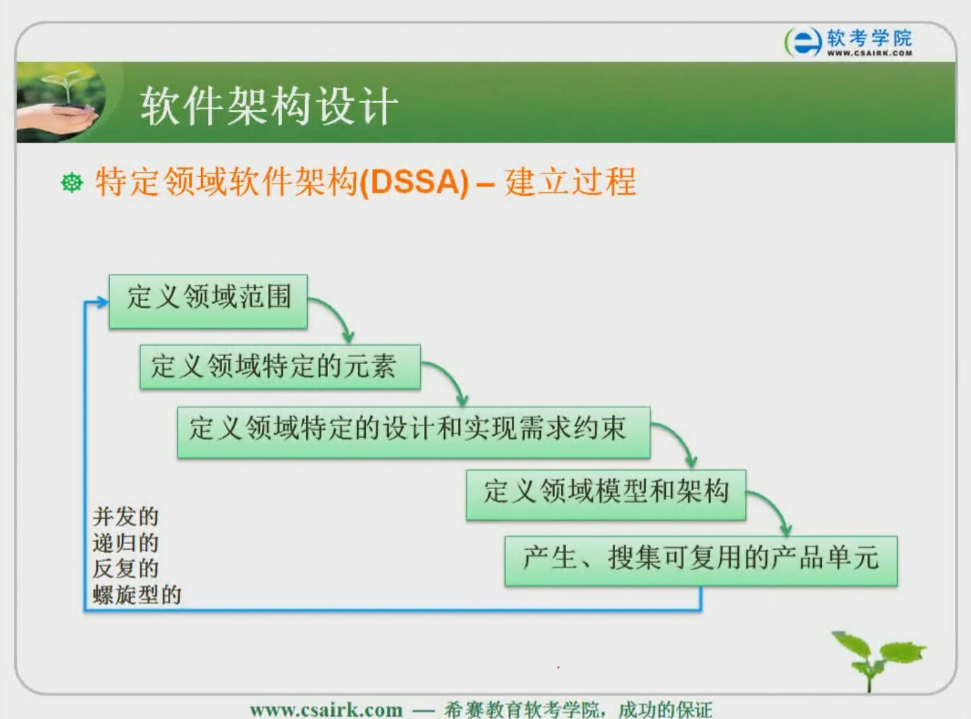 软考学院
WWW.CSAIRK.COM
软件架构设计
特定领域软件架构(DSSA) – 建立过程
定义领域范围
定义领域特定的元素
定义领域特定的设计和实现需求约束
定义领域模型和架构
产生、搜集可复用的产品单元
并发的
递归的
反复的
螺旋型的
www.csairk.com — 希赛教育软考学院，成功的保证